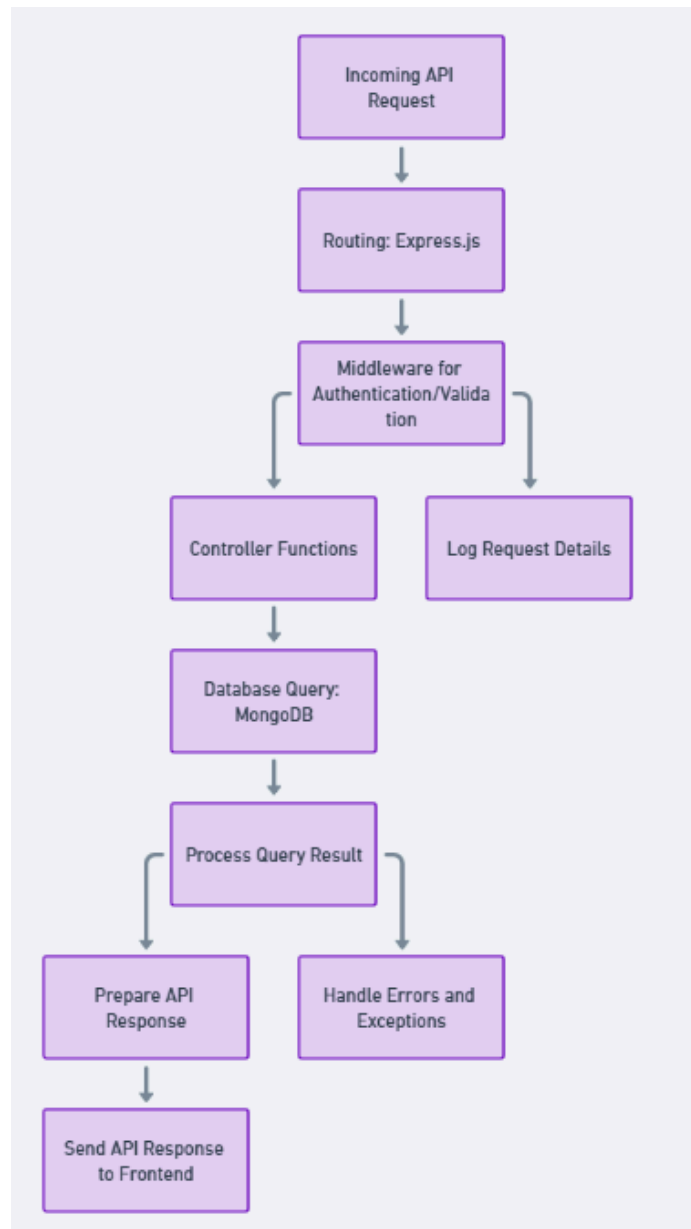 Incoming API
Request
Routing: Express.js
Middleware for
Authentication/Valida
tion
Controller Functions
Log Request Details
Database Query:
MongoDB
Process Query Result
Prepare API
Response
Handle Errors and
Exceptions
Send API Response
to Frontend